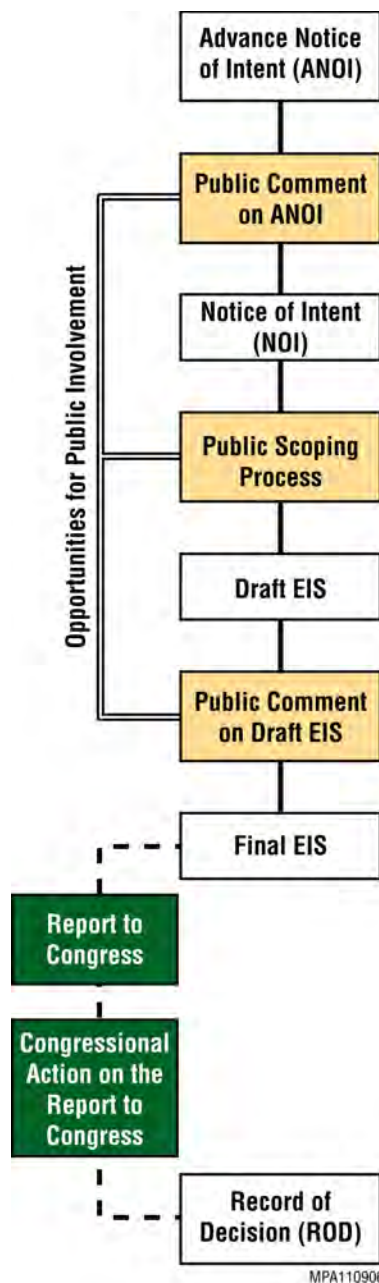 Advance Notice
of Intent (ANOI)
Public Comment
on ANOI
Notice of Intent
(NOI)
Public Scoping
Process
Opportunities for Public Involvement
Draft EIS
Public Comment
on Draft EIS
Final EIS
Report to
Congress
Congressional
Action on the
Report to
Congress
Record of
Decision (ROD)